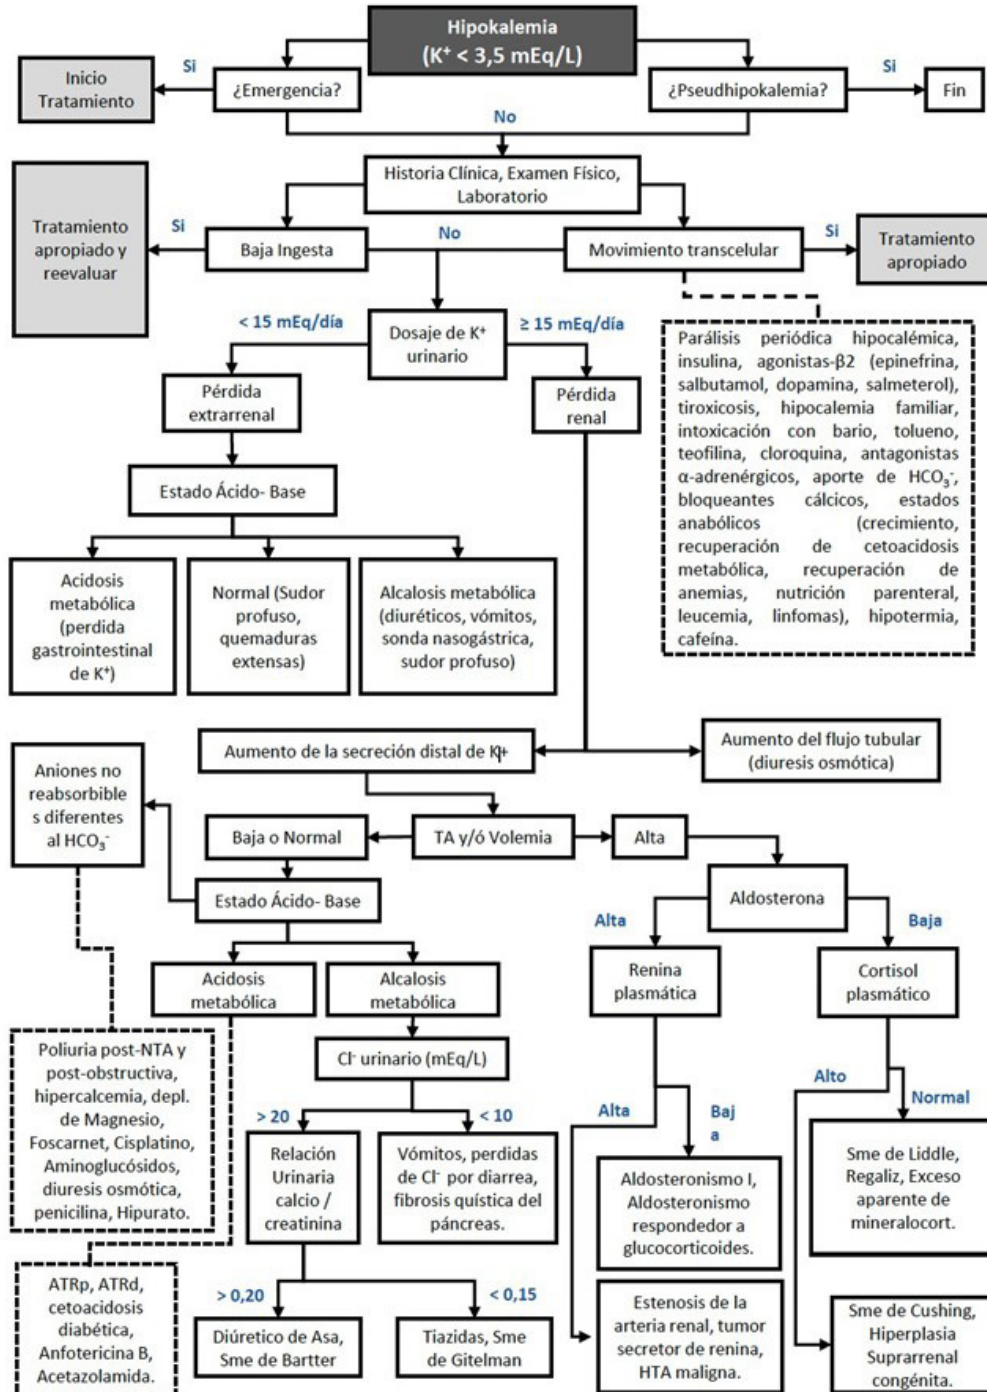 Hipokalemia
(K⁺ < 3,5 mEq/L)
Inicio
Tratamiento
Si
¿Emergencia?
¿Pseudhipokalemia?
Si
Fin
No
Historia Clínica, Examen Físico,
Laboratorio
Tratamiento
apropiado y
reevaluar
Si
Baja Ingesta
No
Movimiento transcelular
Si
Tratamiento
apropiado
< 15 mEq/día
Dosaje de K⁺
urinario
≥ 15 mEq/día
Pérdida
extrarrenal
Pérdida
renal
Parálisis periódica hipocalémica,
insulina, agonistas-β2 (epinefrina,
salbutamol, dopamina, salmeterol),
tiroxicosis, hipocalemia familiar,
intoxicación con bario, tolueno,
teofilina, cloroquina, antagonistas
α-adrenérgicos, aporte de HCO₃⁻,
bloqueantes cálcicos, estados
anabólicos (crecimiento,
recuperación de cetoacidosis
metabólica, recuperación de
anemias, nutrición parenteral,
leucemia, linfomas), hipotermia,
cafeína.
Estado Ácido- Base
Acidosis
metabólica
(perdida
gastrointestinal
de K⁺)
Normal (Sudor
profuso,
quemaduras
extensas)
Alcalosis metabólica
(diuréticos, vómitos,
sonda nasogástrica,
sudor profuso)
Aumento de la secreción distal de K+
Aumento del flujo tubular
(diuresis osmótica)
Aniones no
reabsorbible
s diferentes
al HCO₃⁻
Baja o Normal
TA y/ó Volemia
Alta
Estado Ácido- Base
Aldosterona
Alta
Baja
Acidosis
metabólica
Alcalosis
metabólica
Renina
plasmática
Cortisol
plasmático
Poliuria post-NTA y
post-obstructiva,
hipercalcemia, depl.
de Magnesio,
Foscarnet, Cisplatino,
Aminoglucósidos,
diuresis osmótica,
penicilina, Hipurato.
Cl⁻ urinario (mEq/L)
> 20
< 10
Alta
Baj
a
Alto
Normal
Relación
Urinaria
calcio /
creatinina
Vómitos, perdidas
de Cl⁻ por diarrea,
fibrosis quística del
páncreas.
Aldosteronismo I,
Aldosteronismo
respondedor a
glucocorticoides.
Sme de Liddle,
Regaliz, Exceso
aparente de
mineralocort.
ATRp, ATRd,
cetoacidosis
diabética,
Anfotericina B,
Acetazolamida.
> 0,20
< 0,15
Diúretico de Asa,
Sme de Bartter
Tiazidas, Sme
de Gitelman
Estenosis de la
arteria renal, tumor
secretor de renina,
HTA maligna.
Sme de Cushing,
Hiperplasia
Suprarrenal
congénita.